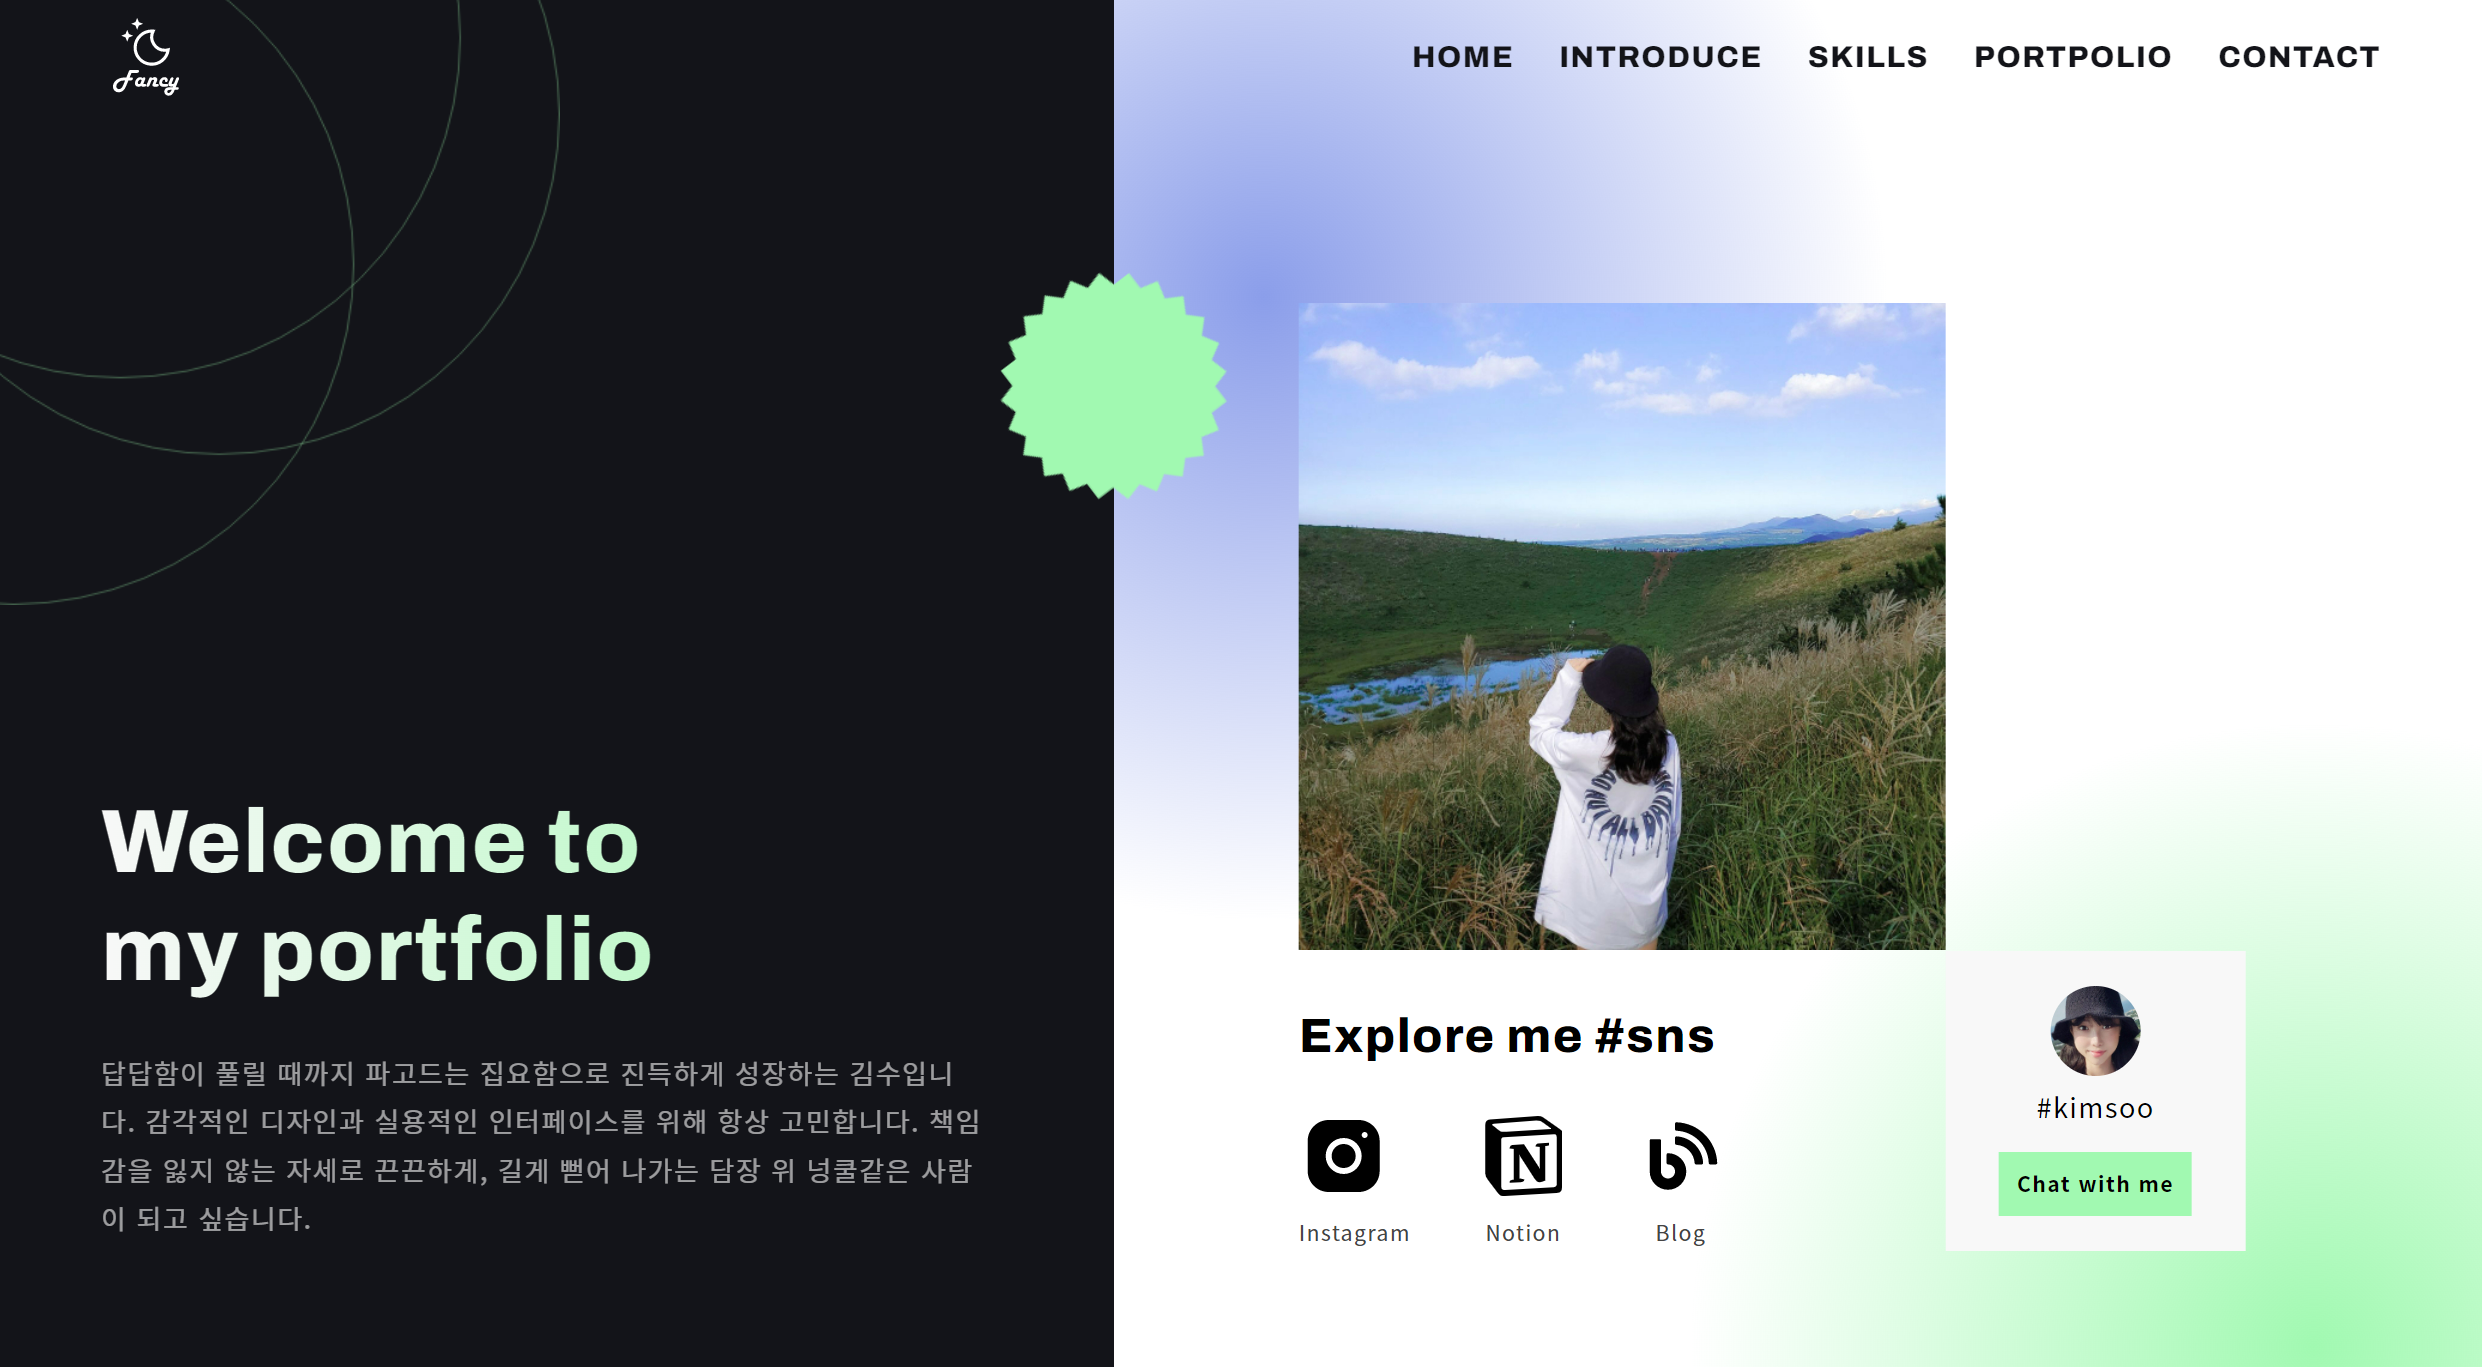 Fancy
HOME INTRODUCE SKILLS PORTPOLIO CONTACT
Welcome to
my portfolio
답답함이 풀릴 때까지 파고드는 집요함으로 진득하게 성장하는 김수입니
다. 감각적인 디자인과 실용적인 인터페이스를 위해 항상 고민합니다. 책임
감을 잃지 않는 자세로 끈끈하게, 길게 뻗어 나가는 담장 위 넝쿨같은 사람
이 되고 싶습니다.
Explore me #sns
Instagram Notion Blog
#kimsoo
Chat with me